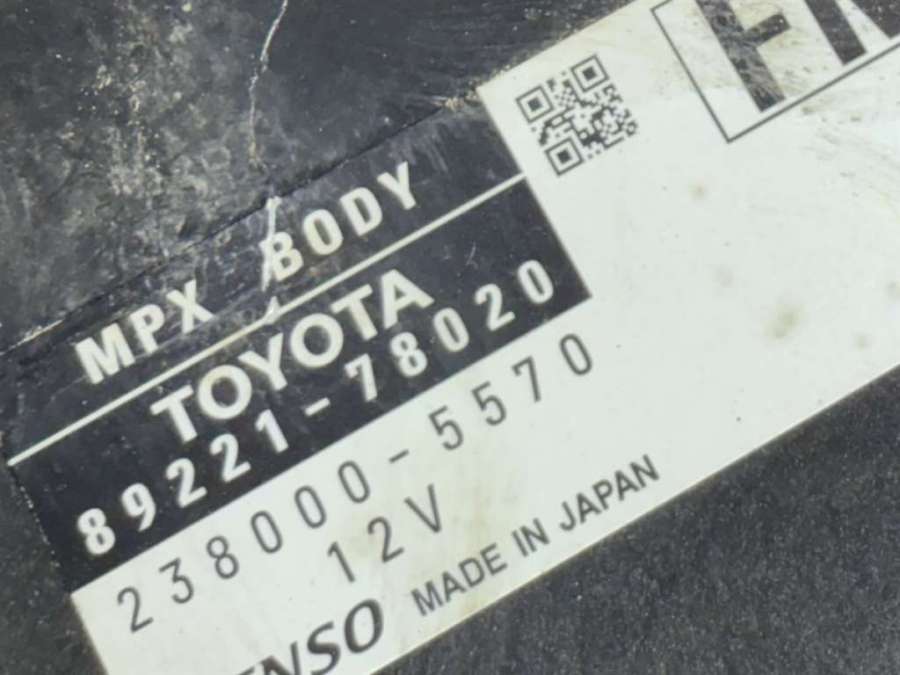 MPX BODY
TOYOTA
89221-78020
238000-5570
12V
MADE IN JAPAN